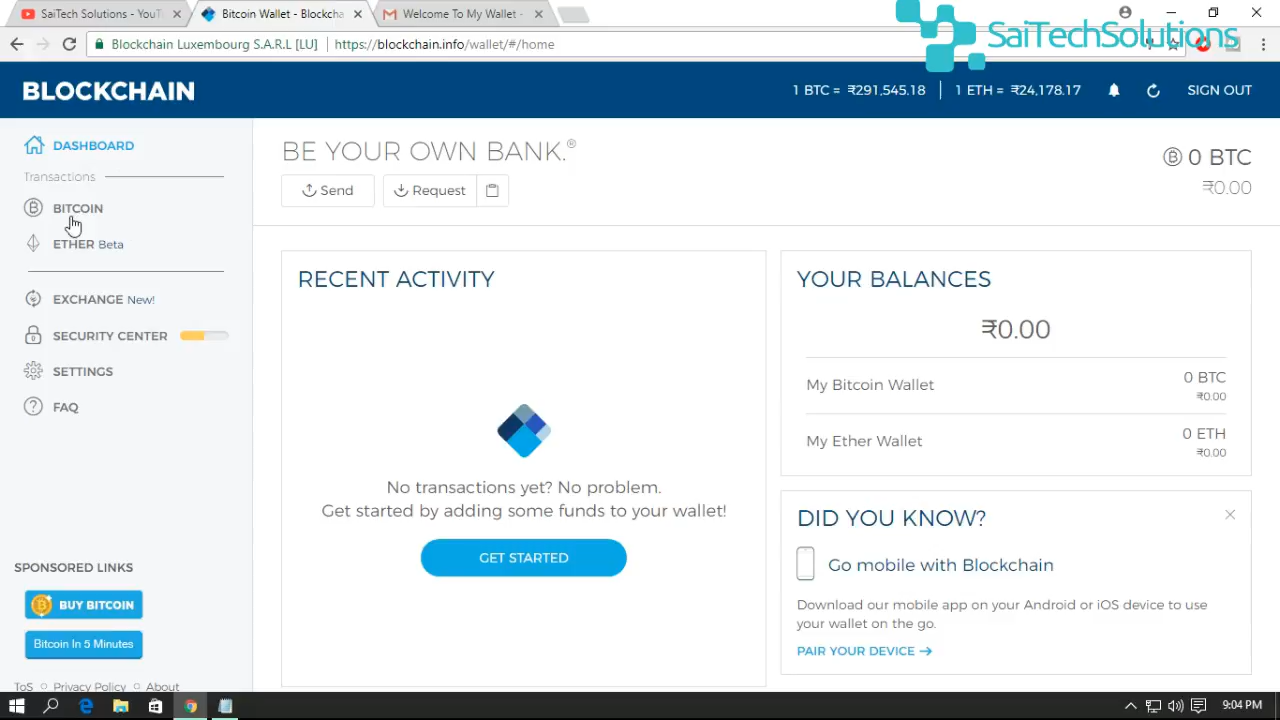 SaiTech Solutions - YouT
Bitcoin Wallet - Blockcha
Welcome To My Wallet -
SaiTechSolutions
Blockchain Luxembourg S.A.R.L [LU]
https://blockchain.info/wallet/#/home
BLOCKCHAIN
1 BTC = ₹291,545.18
1 ETH = ₹24,178.17
SIGN OUT
DASHBOARD
Transactions
BITCOIN
ETHER Beta
EXCHANGE New!
SECURITY CENTER
SETTINGS
FAQ
SPONSORED LINKS
BUY BITCOIN
Bitcoin In 5 Minutes
ToS
Privacy Policy
About
BE YOUR OWN BANK.®
Send
Request
0 BTC
₹0.00
RECENT ACTIVITY
No transactions yet? No problem.
Get started by adding some funds to your wallet!
GET STARTED
YOUR BALANCES
₹0.00
My Bitcoin Wallet
0 BTC
₹0.00
My Ether Wallet
0 ETH
₹0.00
DID YOU KNOW?
Go mobile with Blockchain
Download our mobile app on your Android or iOS device to use
your wallet on the go.
PAIR YOUR DEVICE →
9:04 PM